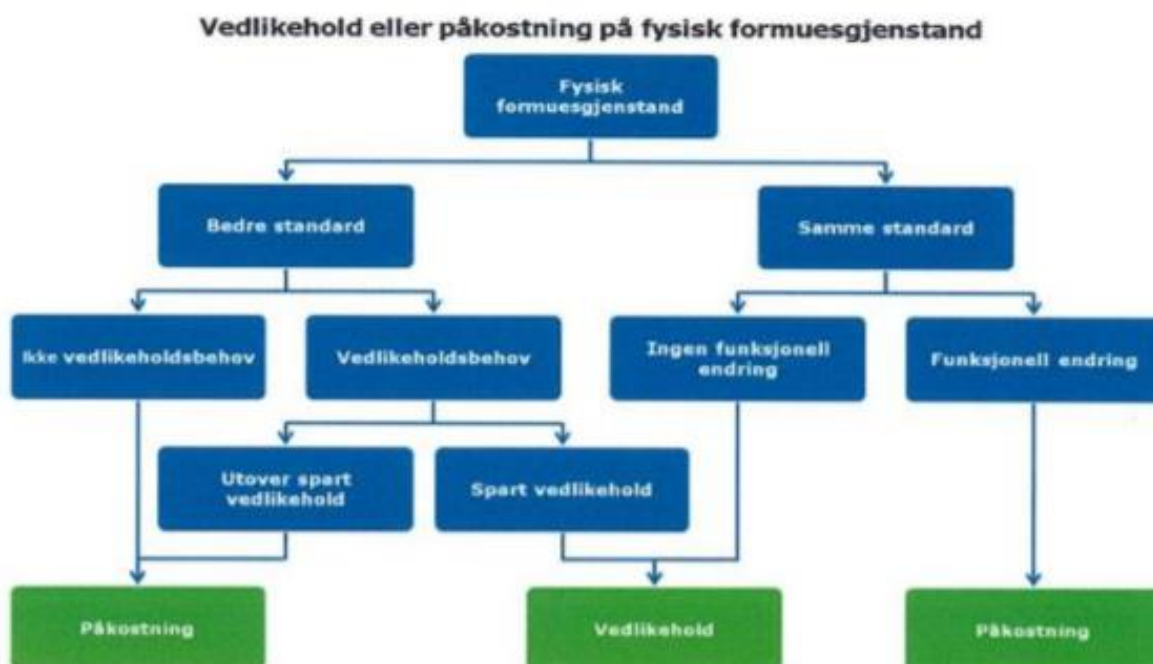 Vedlikehold eller påkostning på fysisk formuesgjenstand
Fysisk
formuesgjenstand
Bedre standard
Samme standard
Ikke vedlikeholdsbehov
Vedlikeholdsbehov
Ingen funksjonell
endring
Funksjonell endring
Utover spart
vedlikehold
Spart vedlikehold
Påkostning
Vedlikehold
Påkostning